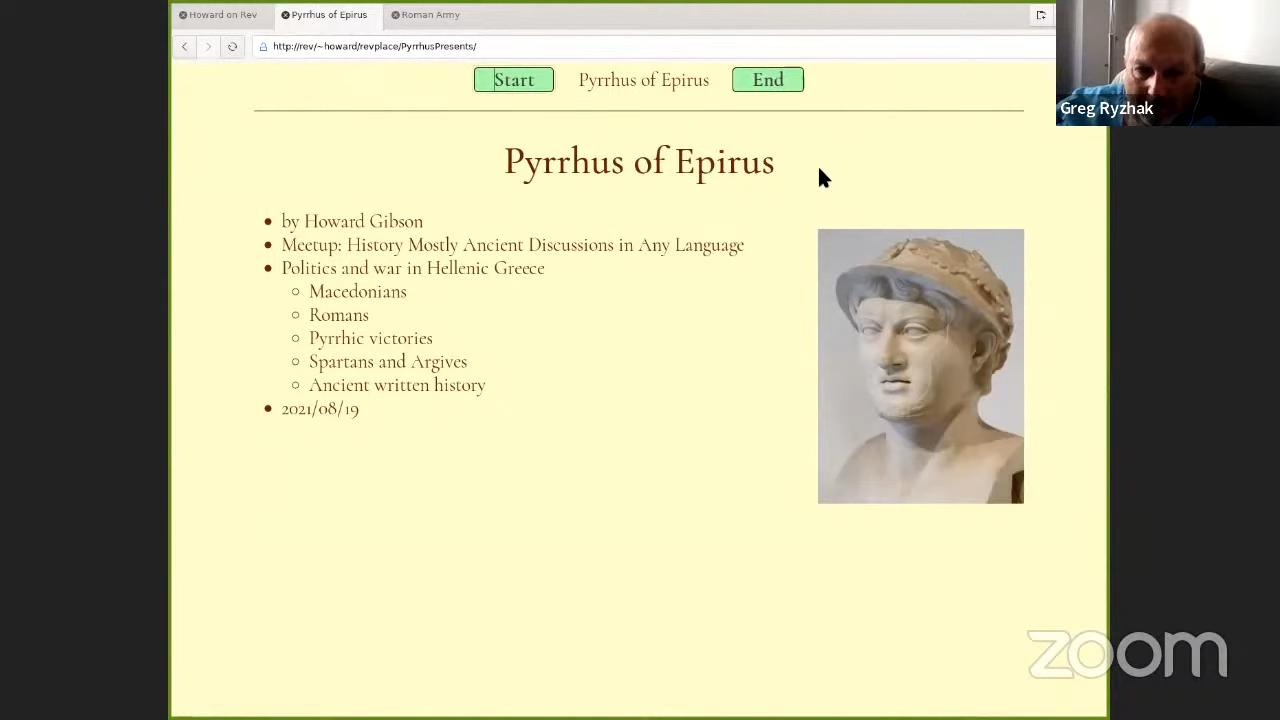 Howard on Rev
Pyrrhus of Epirus
Roman Army
http://rev/~howard/revplace/PyrrhusPresents/
Greg Ryzhak
Start
Pyrrhus of Epirus
End
Pyrrhus of Epirus
by Howard Gibson
Meetup: History Mostly Ancient Discussions in Any Language
Politics and war in Hellenic Greece
Macedonians
Romans
Pyrrhic victories
Spartans and Argives
Ancient written history
2021/08/19
zoom